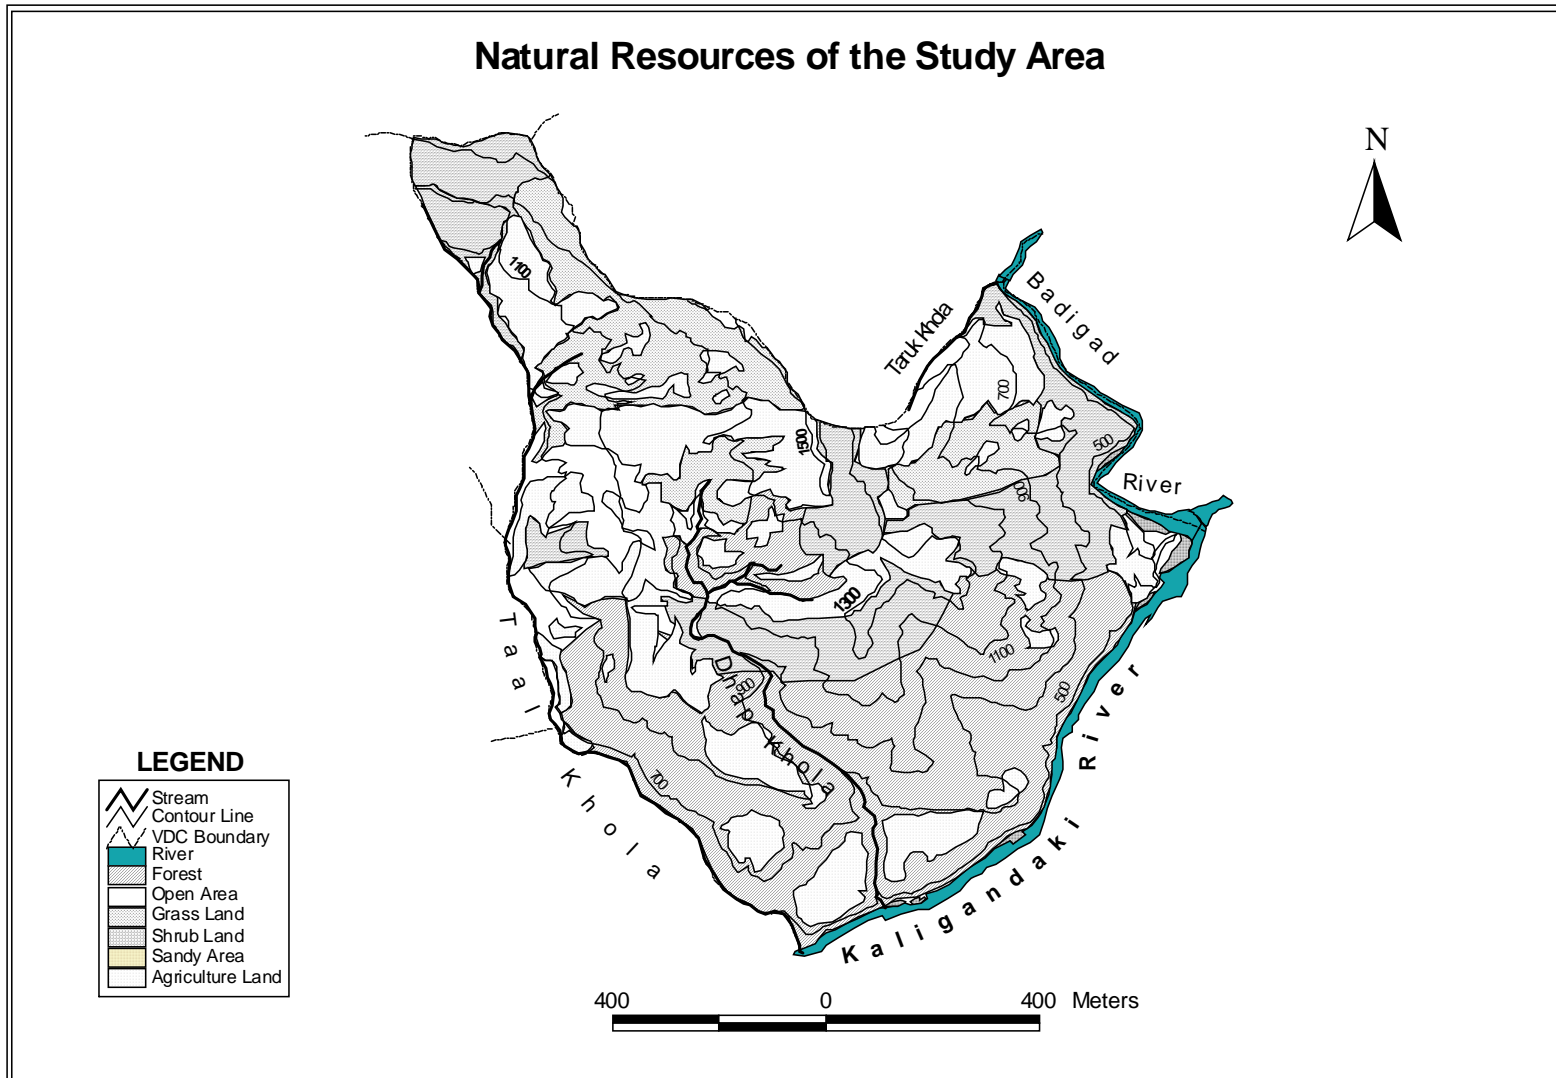 Natural Resources of the Study Area
N
1100
Taruk Khola
Badigad
700
1500
500
River
900
1300
Taal
1100
Dhap Khola
900
500
River
Khola
700
Kaligandaki
LEGEND
Stream
Contour Line
VDC Boundary
River
Forest
Open Area
Grass Land
Shrub Land
Sandy Area
Agriculture Land
400 0 400 Meters